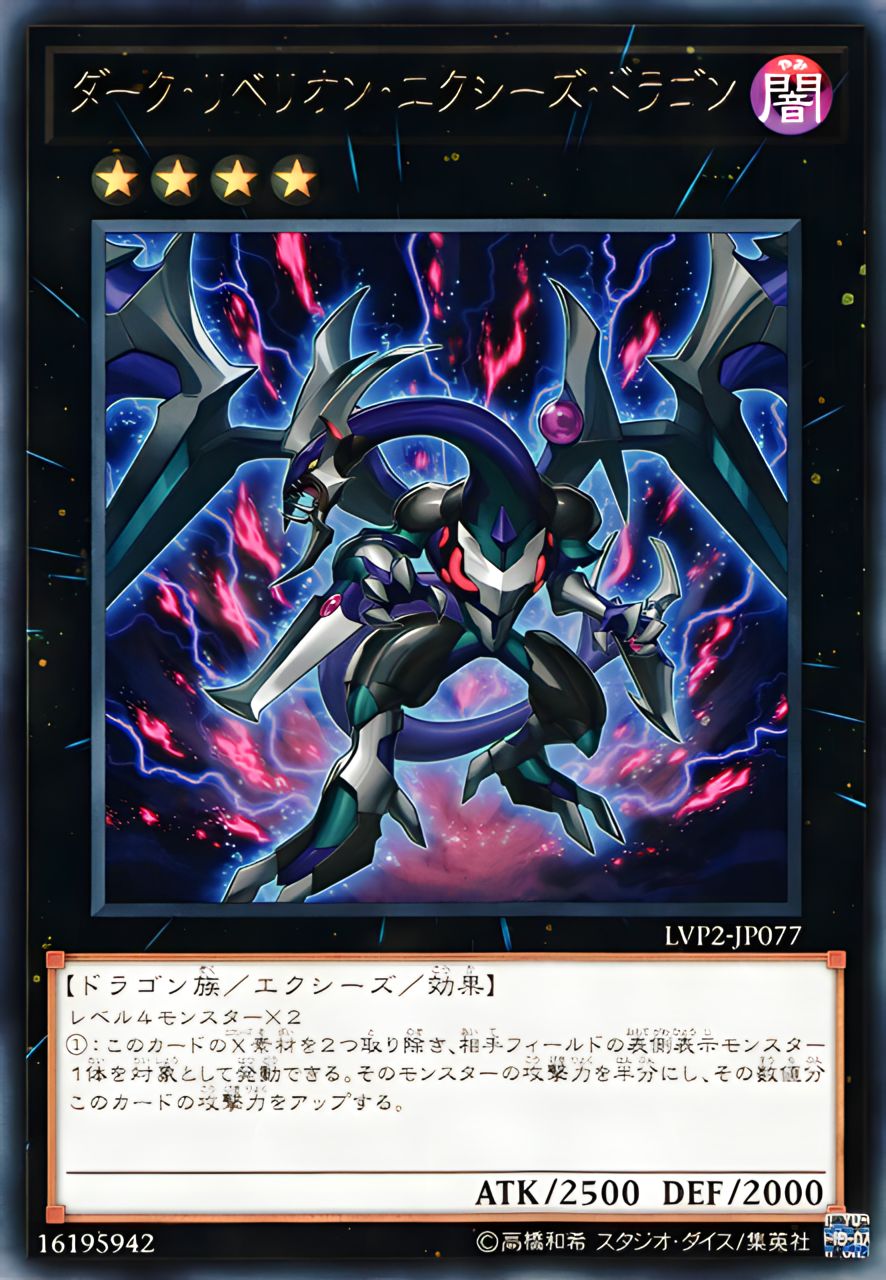 ダーク・リベリオン・エクシーズ・ドラゴン
やみ
闇
LVP2-JP077
【ドラゴン族／エクシーズ／効果】
レベル4モンスター×2
①：このカードのX素材を2つ取り除き、相手フィールドの表側表示モンスター
1体を対象として発動できる。そのモンスターの攻撃力を半分にし、その数値分
このカードの攻撃力をアップする。
ATK/2500 DEF/2000
16195942
©高橋和希 スタジオ・ダイス/集英社